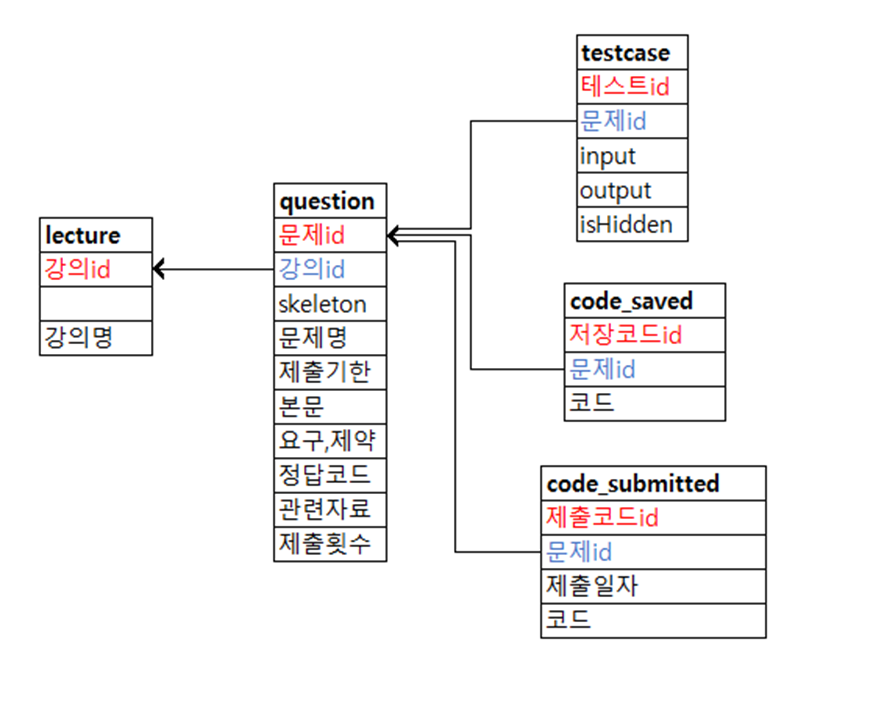 lecture
강의id
강의명
question
문제id
강의id
skeleton
문제명
제출기한
본문
요구,제약
정답코드
관련자료
제출횟수
testcase
테스트id
문제id
input
output
isHidden
code_saved
저장코드id
문제id
코드
code_submitted
제출코드id
문제id
제출일자
코드